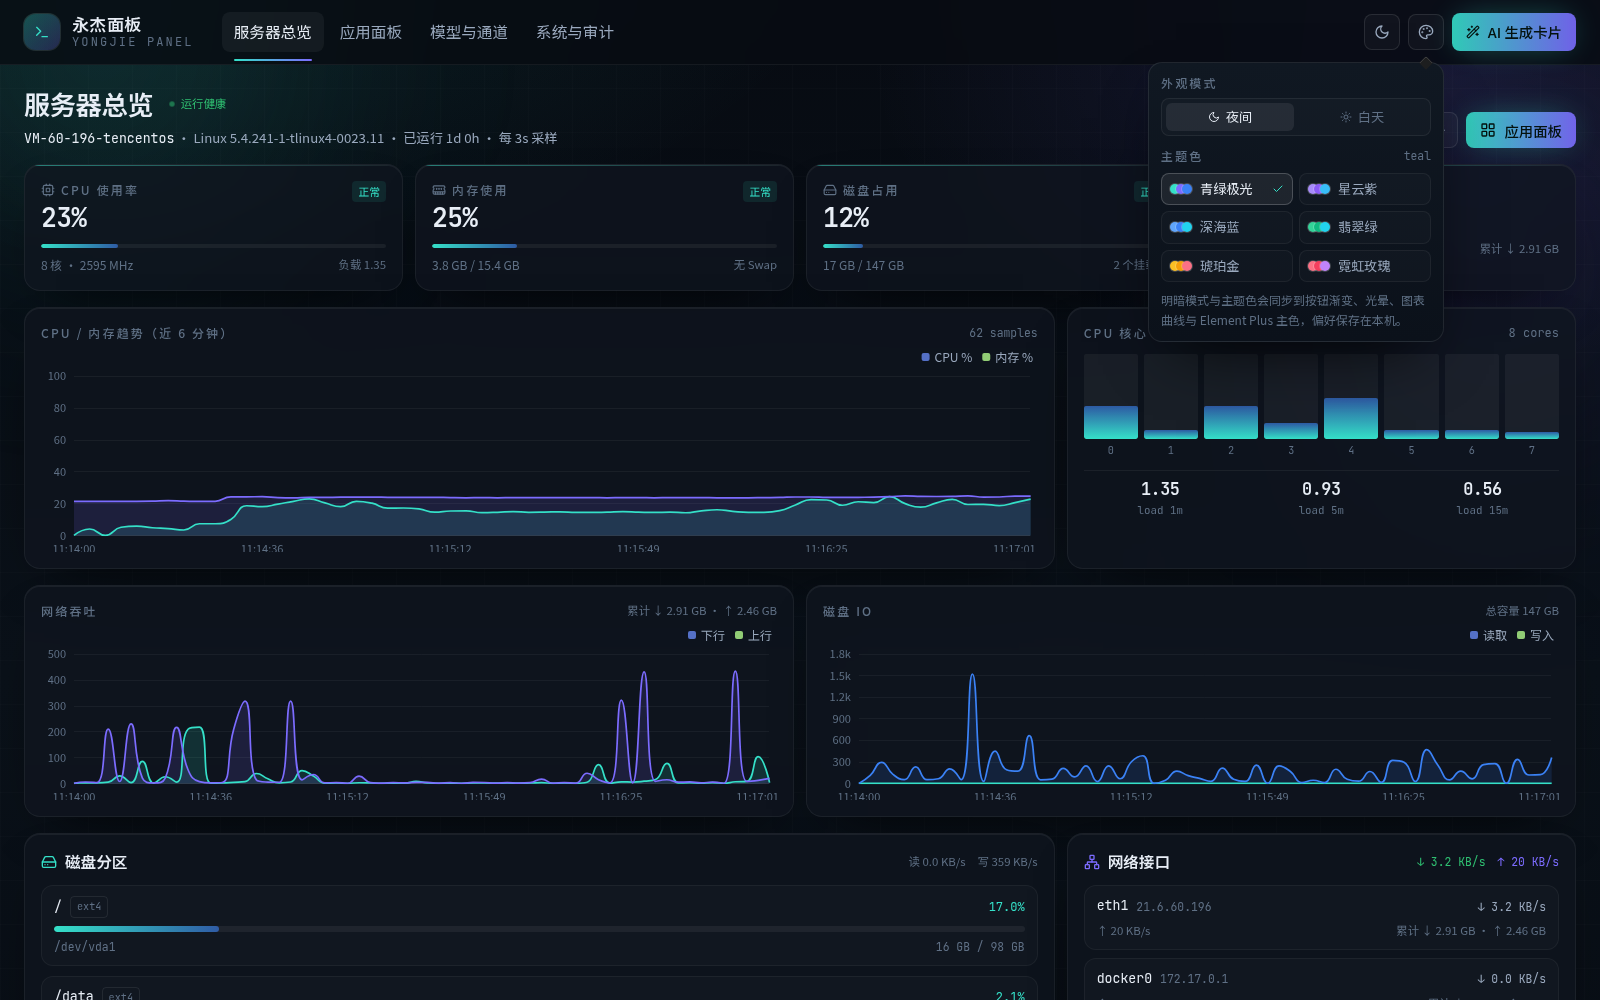 永杰面板
YONGJIE PANEL
服务器总览
应用面板
模型与通道
系统与审计
AI 生成卡片
服务器总览
运行健康
VM-60-196-tencentos • Linux 5.4.241-1-tlinux4-0023.11 • 已运行 1d 0h • 每 3s 采样
应用面板
外观模式
夜间
白天
主题色
teal
青绿极光
星云紫
深海蓝
翡翠绿
琥珀金
霓虹玫瑰
明暗模式与主题色会同步到按钮渐变、光晕、图表
曲线与 Element Plus 主色，偏好保存在本机。
CPU 使用率
正常
23%
8 核 • 2595 MHz
负载 1.35
内存使用
正常
25%
3.8 GB / 15.4 GB
无 Swap
磁盘占用
12%
17 GB / 147 GB
2 个挂
累计 ↓ 2.91 GB
CPU / 内存趋势（近 6 分钟）
62 samples
CPU %
内存 %
100
80
60
40
20
0
11:14:00
11:14:36
11:15:12
11:15:49
11:16:25
11:17:01
CPU 核心
8 cores
0
1
2
3
4
5
6
7
1.35
0.93
0.56
load 1m
load 5m
load 15m
网络吞吐
累计 ↓ 2.91 GB • ↑ 2.46 GB
下行
上行
500
400
300
200
100
0
11:14:00
11:14:36
11:15:12
11:15:49
11:16:25
11:17:01
磁盘 IO
总容量 147 GB
读取
写入
1.8k
1.5k
1.2k
900
600
300
0
11:14:00
11:14:36
11:15:12
11:15:49
11:16:25
11:17:01
磁盘分区
读 0.0 KB/s
写 359 KB/s
/
ext4
17.0%
/dev/vda1
16 GB / 98 GB
/data
ext4
2.1%
网络接口
↓ 3.2 KB/s
↑ 20 KB/s
eth1
21.6.60.196
↓ 3.2 KB/s
↑ 20 KB/s
累计 ↓ 2.91 GB • ↑ 2.46 GB
docker0
172.17.0.1
↓ 0.0 KB/s